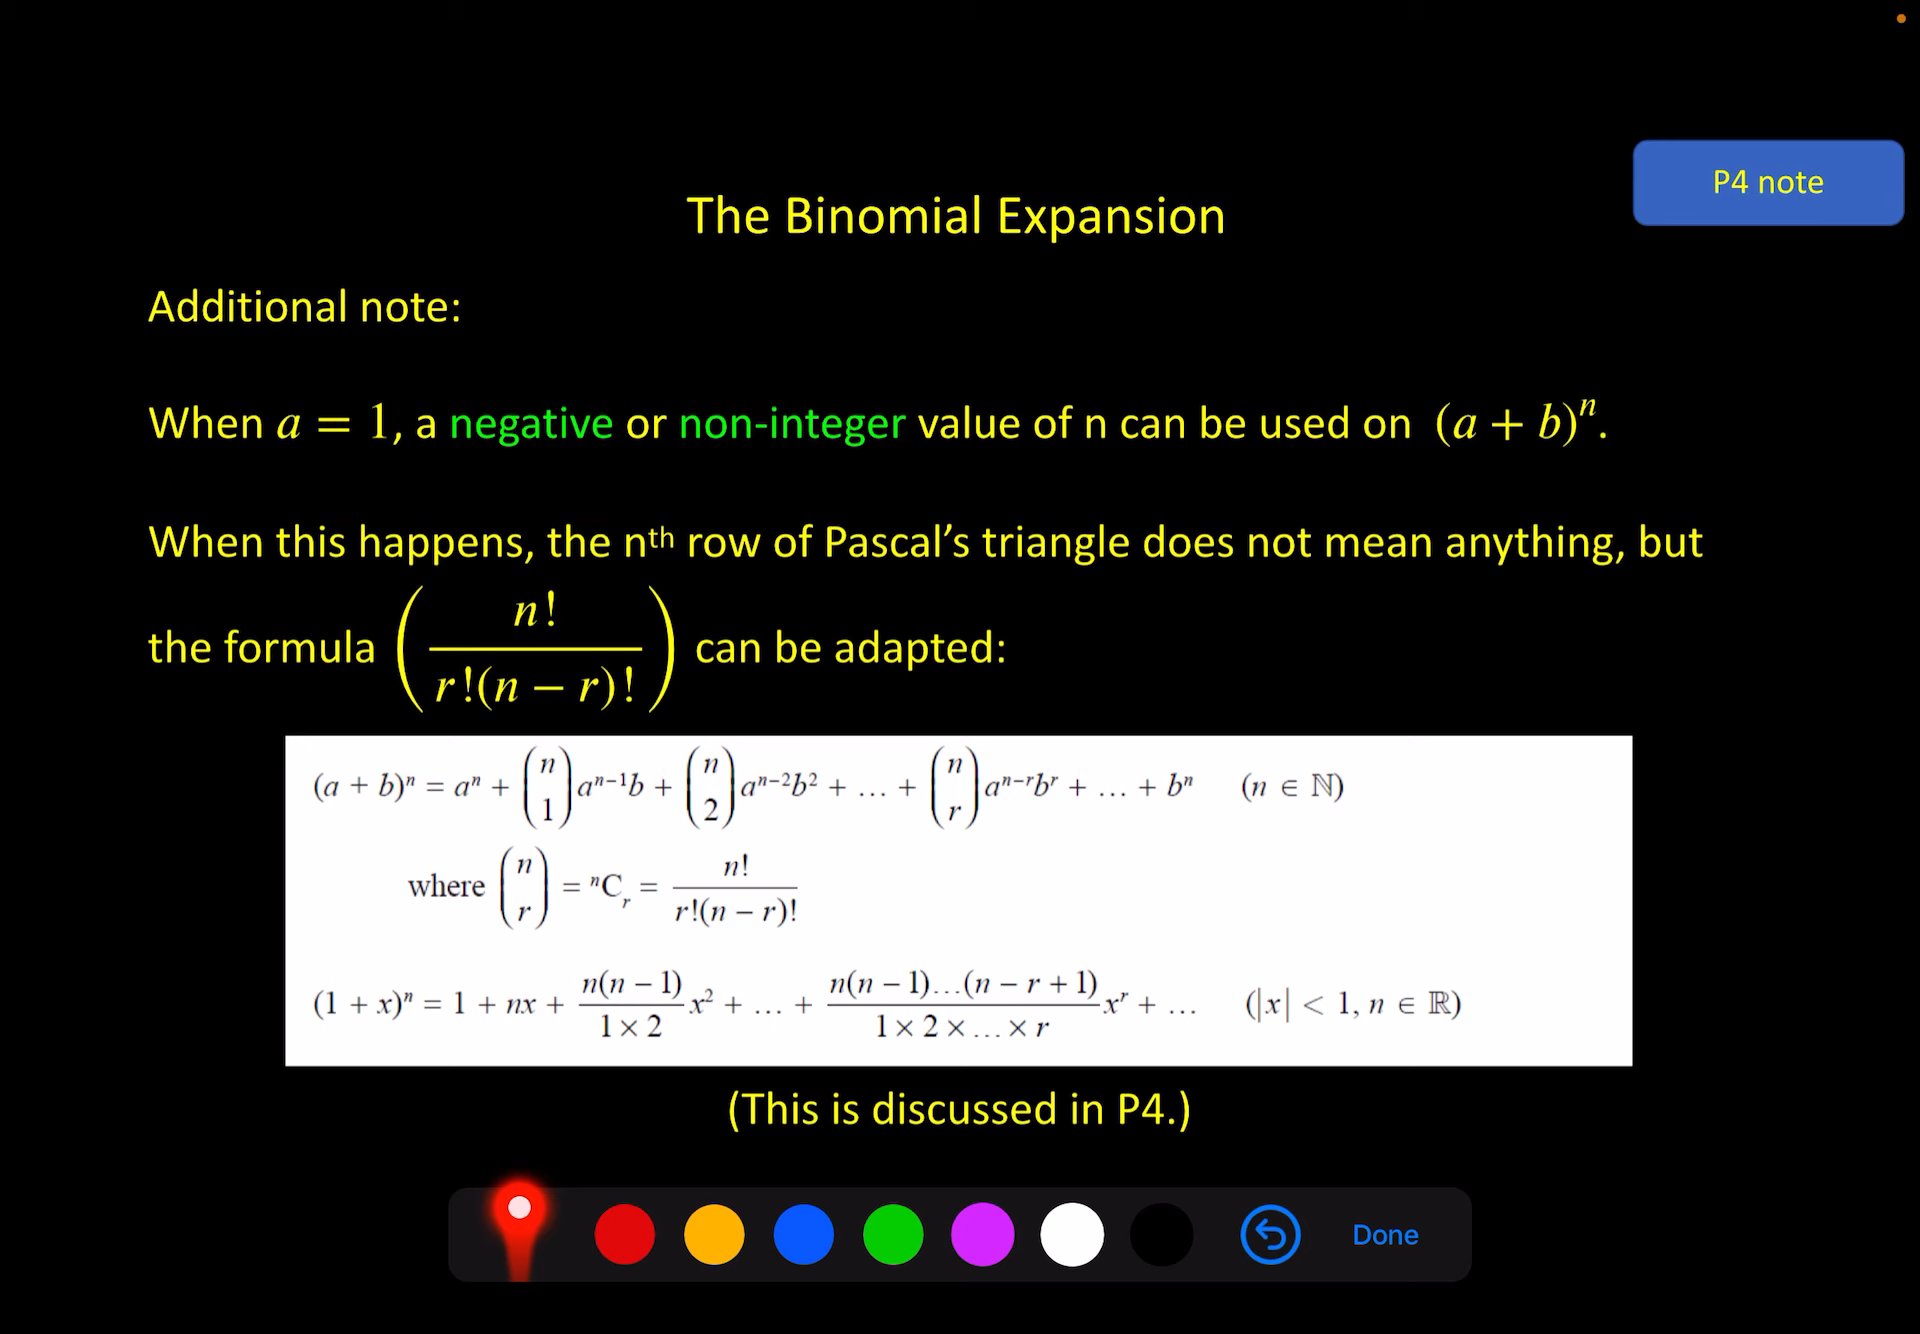 P4 note
The Binomial Expansion
Additional note:
When a = 1, a negative or non-integer value of n can be used on (a + b)ⁿ.
When this happens, the nᵗʰ row of Pascal’s triangle does not mean anything, but
the formula (n! / r!(n − r)!) can be adapted:
(a + b)ⁿ = aⁿ + (n 1) aⁿ⁻¹b + (n 2) aⁿ⁻²b² + … + (n r) aⁿ⁻ʳbʳ + … + bⁿ (n ∈ ℕ)
where (n r) = ⁿCᵣ = n! / r!(n − r)!
(1 + x)ⁿ = 1 + nx + n(n − 1) / 1 × 2 x² + … + n(n − 1)…(n − r + 1) / 1 × 2 × … × r xʳ + … (|x| < 1, n ∈ ℝ)
(This is discussed in P4.)
Done